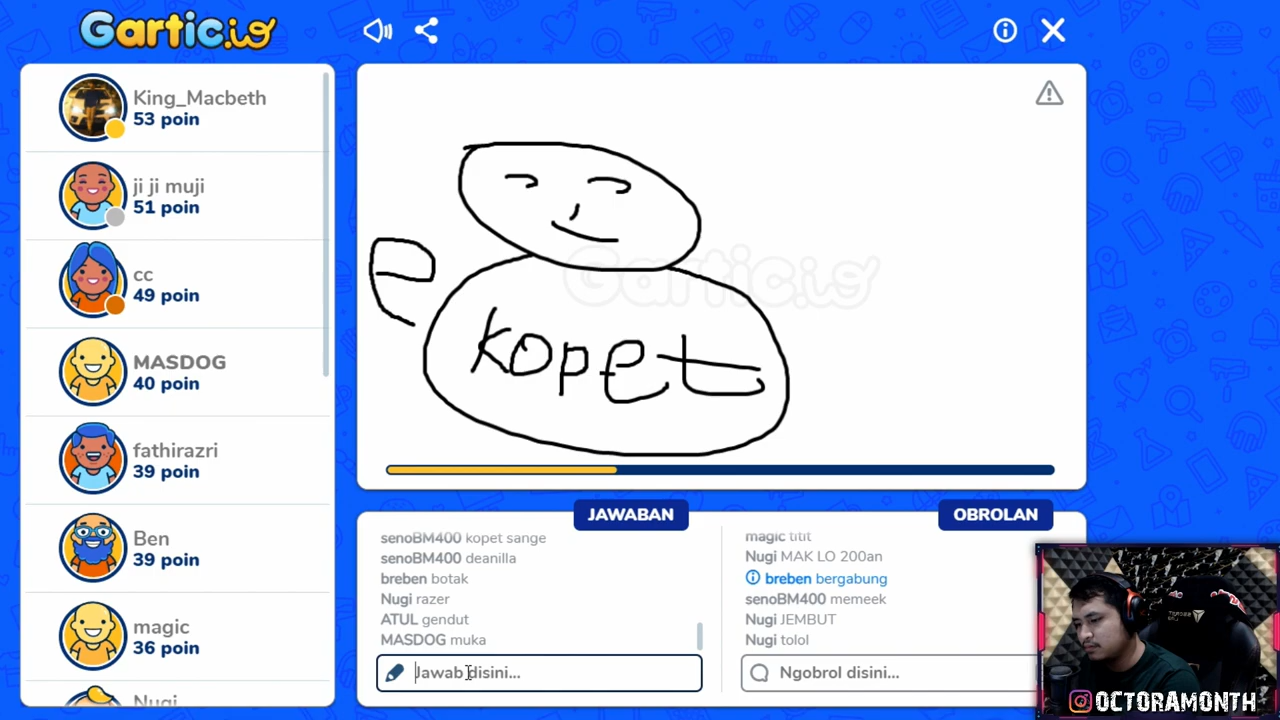 Gartic.io
King_Macbeth
53 poin
ji ji muji
51 poin
cc
49 poin
MASDOG
40 poin
fathirazri
39 poin
Ben
39 poin
magic
36 poin
Nugi
Gartic.io
kopet
JAWABAN
senoBM400 kopet sange
senoBM400 deanilla
breben botak
Nugi razer
ATUL gendut
MASDOG muka
Jawab disini...
OBROLAN
magic titit
Nugi MAK LO 200an
breben bergabung
senoBM400 memeek
Nugi JEMBUT
Nugi tolol
Ngobrol disini...
OCTORAMONTH